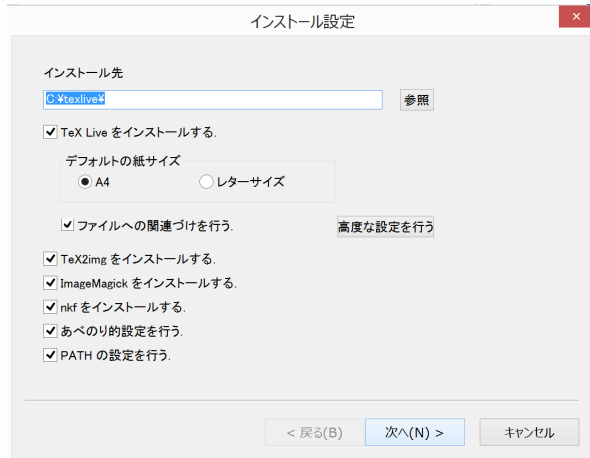 インストール設定
×
インストール先
C:¥texlive¥
参照
TeX Live をインストールする.
デフォルトの紙サイズ
A4 レターサイズ
ファイルへの関連づけを行う. 高度な設定を行う
TeX2img をインストールする.
ImageMagick をインストールする.
nkf をインストールする.
あべのり的設定を行う.
PATH の設定を行う.
< 戻る(B) 次へ(N) > キャンセル